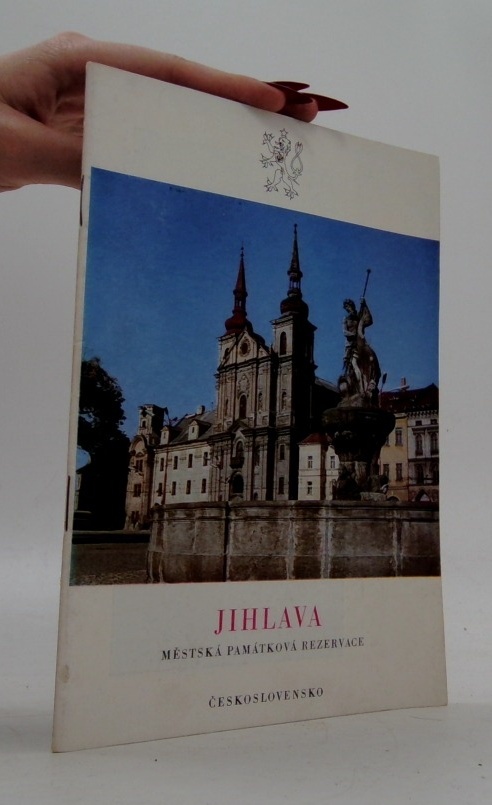 JIHLAVA
MĚSTSKÁ PAMÁTKOVÁ REZERVACE
ČESKOSLOVENSKO